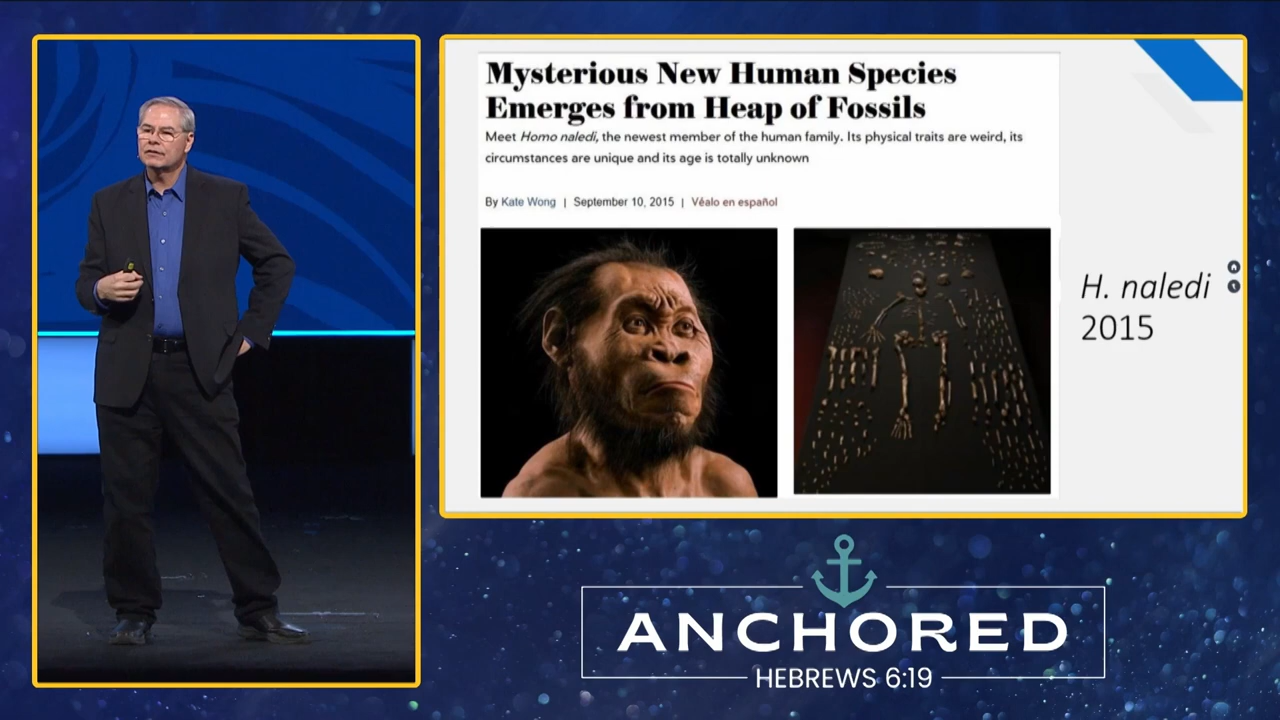 Mysterious New Human Species
Emerges from Heap of Fossils
Meet Homo naledi, the newest member of the human family. Its physical traits are weird, its
circumstances are unique and its age is totally unknown
By Kate Wong | September 10, 2015 | Véalo en español
H. naledi
2015
ANCHORED
HEBREWS 6:19